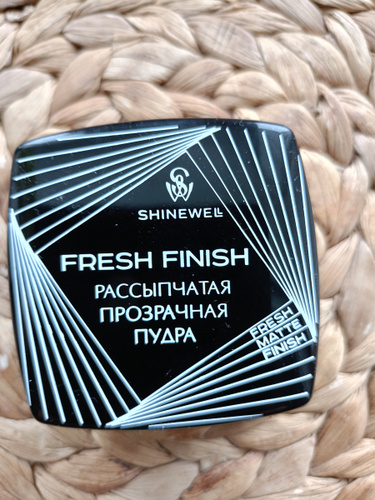 SHINEWELL
FRESH FINISH
РАССЫПЧАТАЯ
ПРОЗРАЧНАЯ
ПУДРА
FRESH
MATTE
FINISH